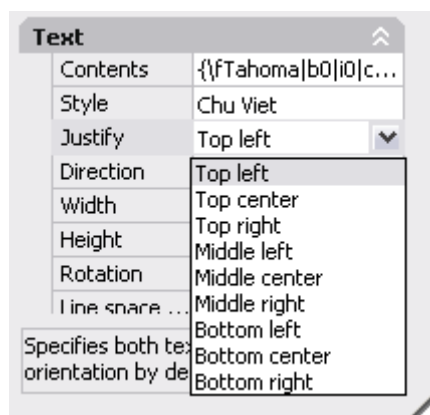 Text
Contents {\fTahoma|b0|i0|c...
Style Chu Viet
Justify Top left
Direction Top left
Top center
Width
Top right
Height Middle left
Rotation Middle center
Line space ... Middle right
Bottom left
Specifies both tex
Bottom center
orientation by de
Bottom right